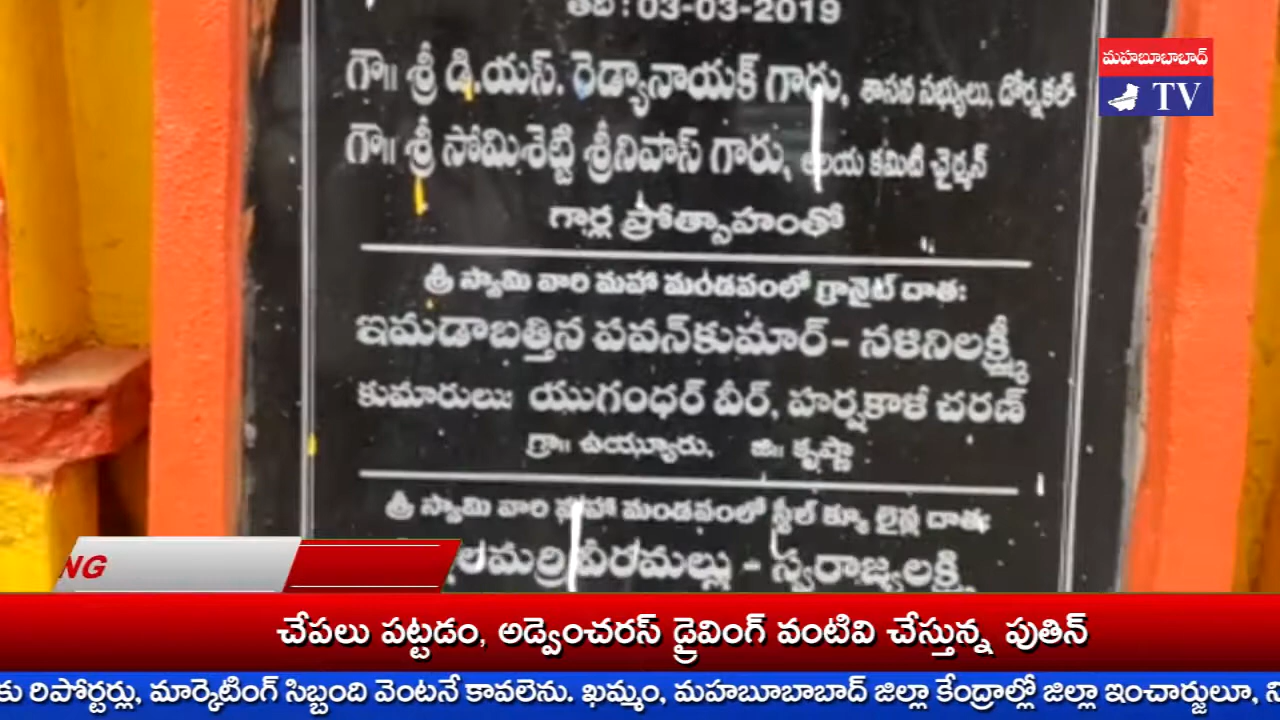 తేది : 03-03-2019
గౌ॥ శ్రీ డి.యస్. రెడ్యానాయక్ గారు, శాసన సభ్యులు, డోర్నకల్
గౌ॥ శ్రీ సోమిశెట్టి శ్రీనివాస్ గారు, ఆలయ కమిటీ ఛైర్మన్
గార్ల ప్రోత్సాహంతో
శ్రీ స్వామి వారి మహా మండపంలో గ్రానైట్ దాత:
ఇమడాబత్తిన పవన్‌కుమార్- నళినిలక్ష్మి
కుమారులు: యుగంధర్ వీర్, హర్షకాళీ చరణ్
గ్రా॥ ఉయ్యూరు, జి॥ కృష్ణా
శ్రీ స్వామి వారి మహా మండపంలో స్టీల్ క్యూ లైన్ల దాత:
వీరమల్లు - స్వరాజ్యలక్ష్మి
మహబూబాబాద్
TV
NG
చేపలు పట్టడం, అడ్వెంచరస్ డ్రైవింగ్ వంటివి చేస్తున్న పుతిన్
కు రిపోర్టర్లు, మార్కెటింగ్ సిబ్బంది వెంటనే కావలెను. ఖమ్మం, మహబూబాబాద్ జిల్లా కేంద్రాల్లో జిల్లా ఇంచార్జులూ, ని